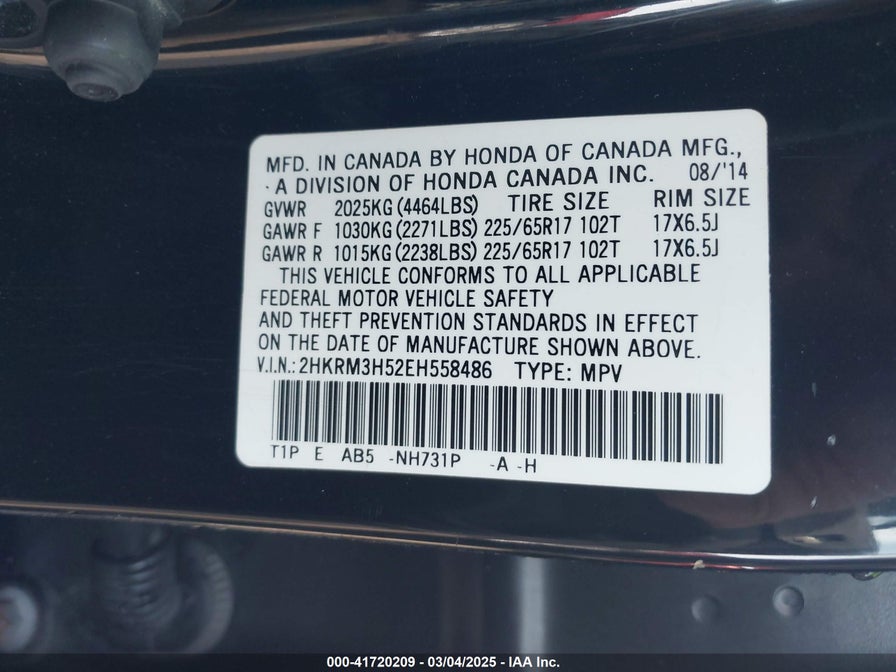 MFD. IN CANADA BY HONDA OF CANADA MFG.,
A DIVISION OF HONDA CANADA INC. 08/'14
GVWR 2025KG(4464LBS) TIRE SIZE RIM SIZE
GAWR F 1030KG(2271LBS) 225/65R17 102T 17X6.5J
GAWR R 1015KG(2238LBS) 225/65R17 102T 17X6.5J
THIS VEHICLE CONFORMS TO ALL APPLICABLE
FEDERAL MOTOR VEHICLE SAFETY
AND THEFT PREVENTION STANDARDS IN EFFECT
ON THE DATE OF MANUFACTURE SHOWN ABOVE.
V.I.N.: 2HKRM3H52EH558486 TYPE: MPV
T1P E AB5 -NH731P -A -H
000-41720209 - 03/04/2025 - IAA Inc.